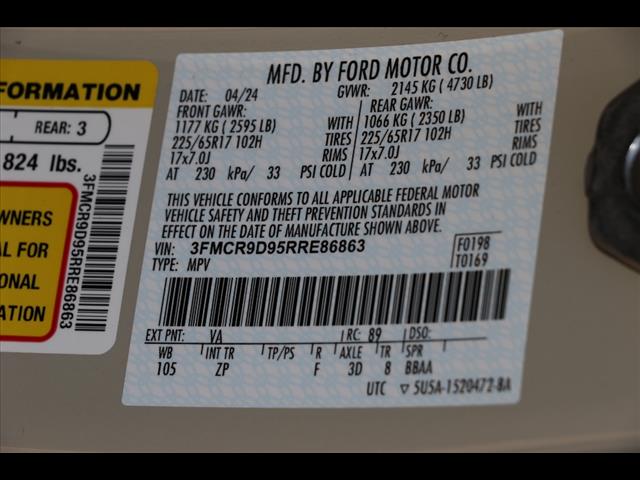 FORMATION
REAR: 3
824 lbs.
WNERS
AL FOR
ONAL
ATION
3FMCR9D95RRE86863
MFD. BY FORD MOTOR CO.
DATE: 04/24 GVWR: 2145 KG ( 4730 LB)
FRONT GAWR: REAR GAWR:
1177 KG ( 2595 LB) WITH 1066 KG ( 2350 LB) WITH
225/65R17 102H TIRES 225/65R17 102H TIRES
17x7.0J RIMS 17x7.0J RIMS
AT 230 kPa/ 33 PSI COLD AT 230 kPa/ 33 PSI COLD
THIS VEHICLE CONFORMS TO ALL APPLICABLE FEDERAL MOTOR
VEHICLE SAFETY AND THEFT PREVENTION STANDARDS IN
EFFECT ON THE DATE OF MANUFACTURE SHOWN ABOVE.
VIN: 3FMCR9D95RRE86863 F0198
TYPE: MPV T0169
EXT PNT: VA RC: 89 DSO:
WB INT TR TP/PS R AXLE TR SPR
105 ZP F 3D 8 BBAA
UTC ▽ 5U5A-1520472-BA